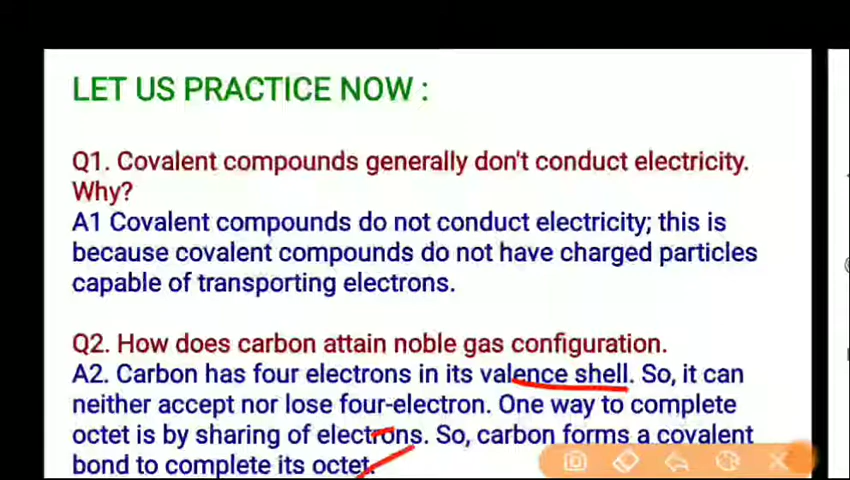 LET US PRACTICE NOW :
Q1. Covalent compounds generally don't conduct electricity.
Why?
A1 Covalent compounds do not conduct electricity; this is
because covalent compounds do not have charged particles
capable of transporting electrons.
Q2. How does carbon attain noble gas configuration.
A2. Carbon has four electrons in its valence shell. So, it can
neither accept nor lose four-electron. One way to complete
octet is by sharing of electrons. So, carbon forms a covalent
bond to complete its octet.